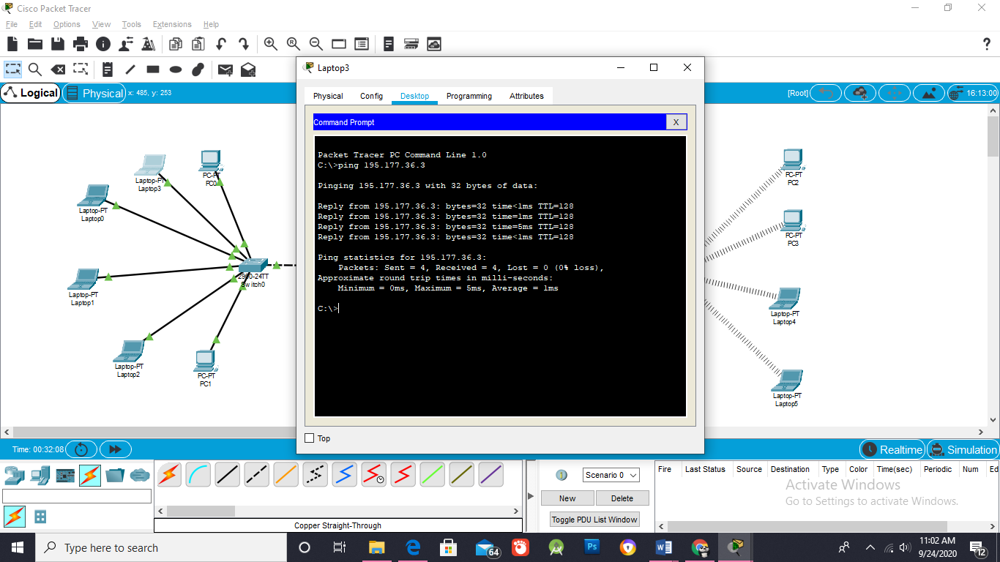 Cisco Packet Tracer
File Edit Options View Tools Extensions Help
Logical
Physical x: 485, y: 253
[Root]
16:13:00
Laptop3
Physical Config Desktop Programming Attributes
Command Prompt
X
Packet Tracer PC Command Line 1.0
C:\>ping 195.177.36.3
Pinging 195.177.36.3 with 32 bytes of data:
Reply from 195.177.36.3: bytes=32 time<1ms TTL=128
Reply from 195.177.36.3: bytes=32 time=1ms TTL=128
Reply from 195.177.36.3: bytes=32 time=5ms TTL=128
Reply from 195.177.36.3: bytes=32 time<1ms TTL=128
Ping statistics for 195.177.36.3:
Packets: Sent = 4, Received = 4, Lost = 0 (0% loss),
Approximate round trip times in milli-seconds:
Minimum = 0ms, Maximum = 5ms, Average = 1ms
C:\>
Top
Laptop-PT
Laptop3
PC-PT
PC0
Laptop-PT
Laptop0
2960-24TT
Switch0
Laptop-PT
Laptop1
Laptop-PT
Laptop2
PC-PT
PC1
PC-PT
PC2
PC-PT
PC3
Laptop-PT
Laptop4
Laptop-PT
Laptop5
Time: 00:32:08
Realtime
Simulation
Copper Straight-Through
Scenario 0
New
Delete
Toggle PDU List Window
Fire Last Status Source Destination Type Color Time(sec) Periodic Num Ed
Activate Windows
Go to Settings to activate Windows.
Type here to search
64
Ps
W
11:02 AM
9/24/2020
12